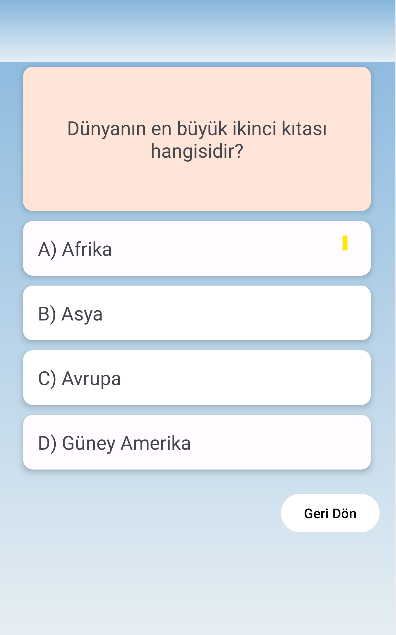 Dünyanın en büyük ikinci kıtası
hangisidir?
A) Afrika
B) Asya
C) Avrupa
D) Güney Amerika
Geri Dön